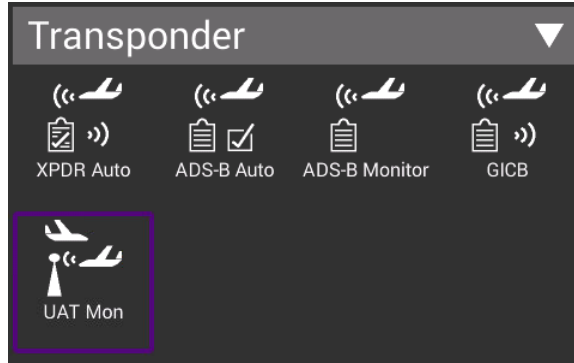 Transponder
XPDR Auto
ADS-B Auto
ADS-B Monitor
GICB
UAT Mon